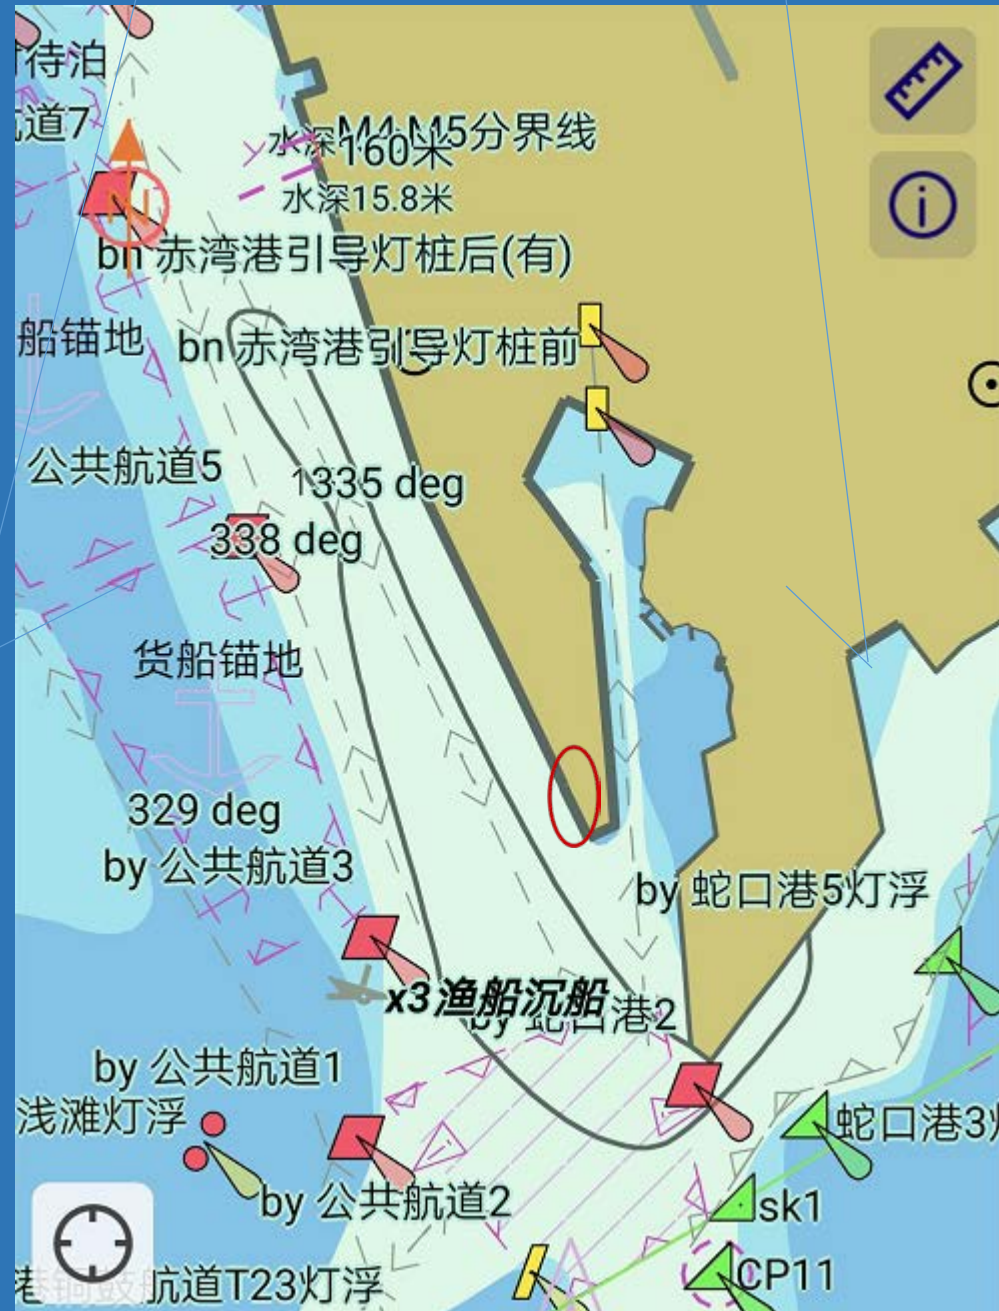 待泊
M4 M5分界线
道7
水深160米
水深15.8米
N
bn 赤湾港引导灯桩后(有)
船锚地
bn 赤湾港引导灯桩前
公共航道5
1335 deg
338 deg
货船锚地
329 deg
by 公共航道3
by 蛇口港5灯浮
x3渔船沉船
by 蛇口港2
by 公共航道1
浅滩灯浮
蛇口港3
by 公共航道2
sk1
CP11
港铜鼓航道T23灯浮